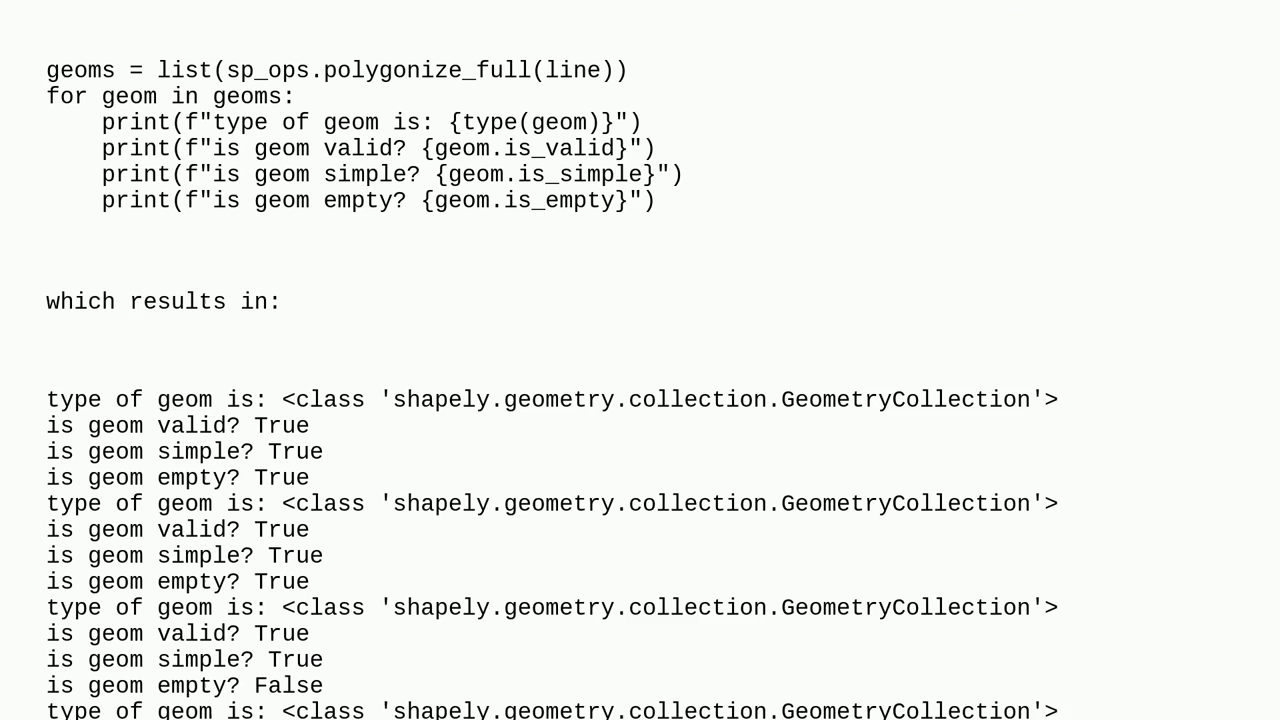 geoms = list(sp_ops.polygonize_full(line))
for geom in geoms:
    print(f"type of geom is: {type(geom)}")
    print(f"is geom valid? {geom.is_valid}")
    print(f"is geom simple? {geom.is_simple}")
    print(f"is geom empty? {geom.is_empty}")
which results in:
type of geom is: <class 'shapely.geometry.collection.GeometryCollection'>
is geom valid? True
is geom simple? True
is geom empty? True
type of geom is: <class 'shapely.geometry.collection.GeometryCollection'>
is geom valid? True
is geom simple? True
is geom empty? True
type of geom is: <class 'shapely.geometry.collection.GeometryCollection'>
is geom valid? True
is geom simple? True
is geom empty? False
type of geom is: <class 'shapely.geometry.collection.GeometryCollection'>